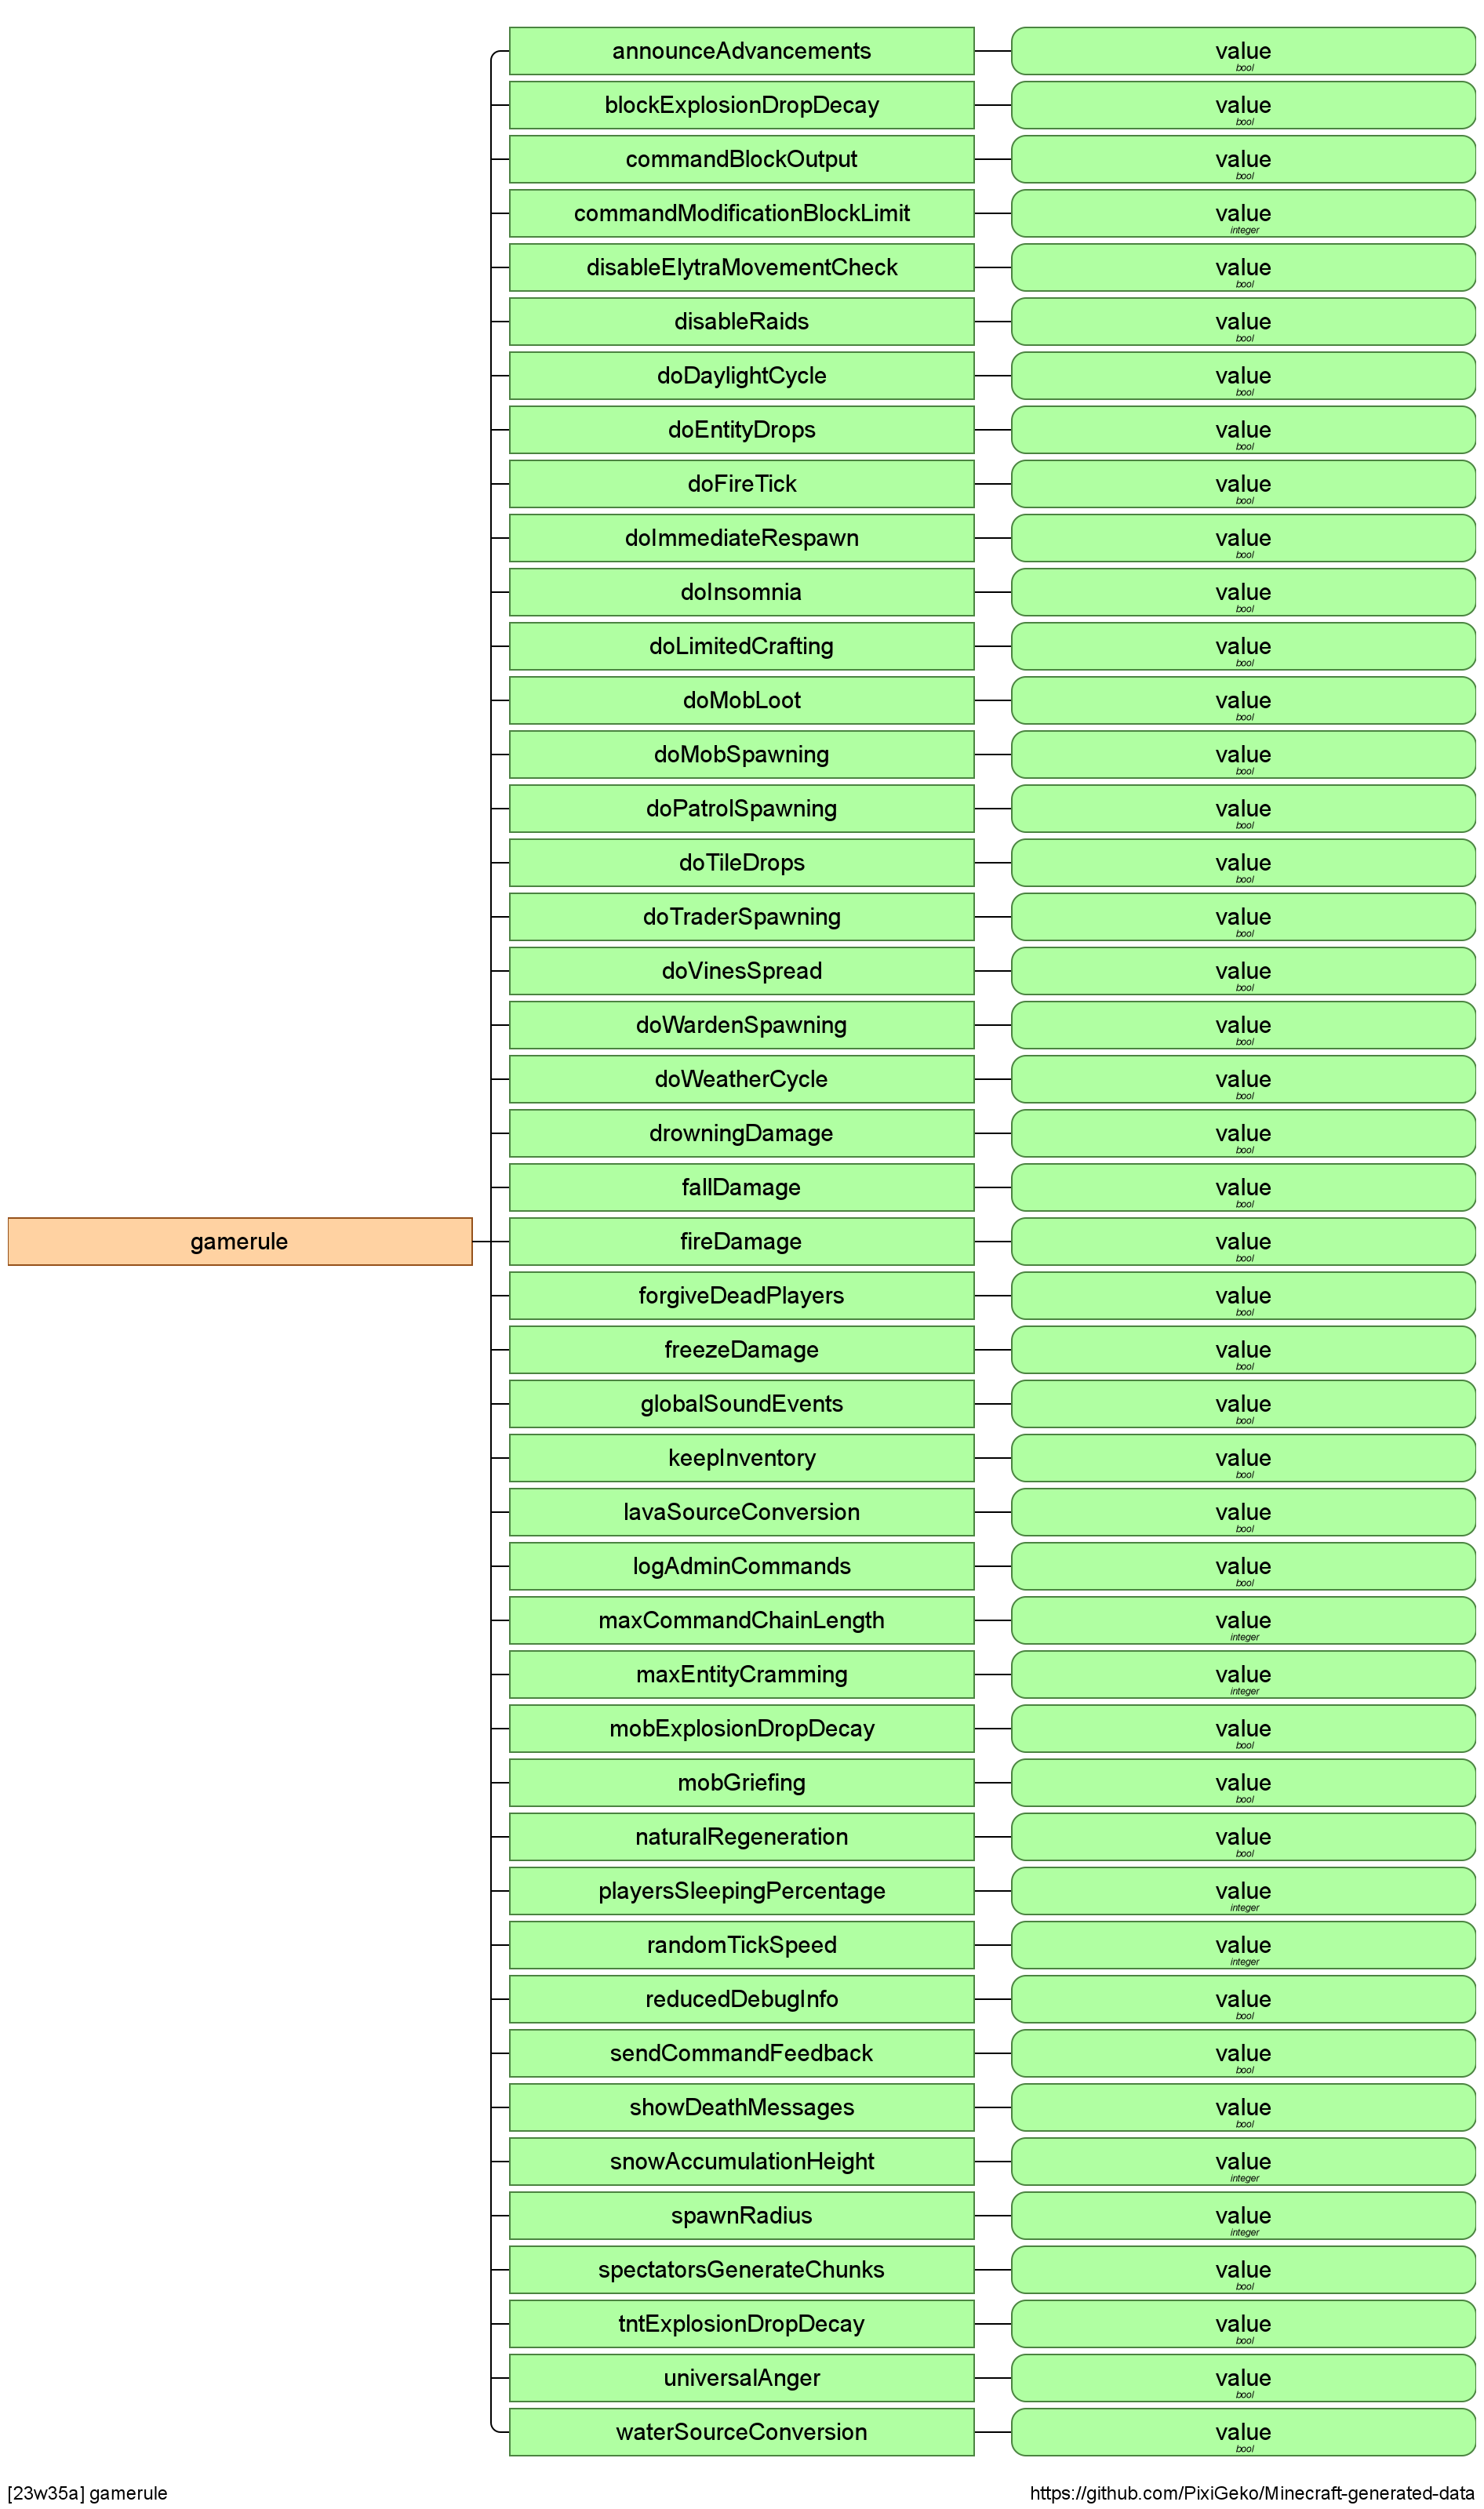 announceAdvancements value
bool
blockExplosionDropDecay value
bool
commandBlockOutput value
bool
commandModificationBlockLimit value
integer
disableElytraMovementCheck value
bool
disableRaids value
bool
doDaylightCycle value
bool
doEntityDrops value
bool
doFireTick value
bool
doImmediateRespawn value
bool
doInsomnia value
bool
doLimitedCrafting value
bool
doMobLoot value
bool
doMobSpawning value
bool
doPatrolSpawning value
bool
doTileDrops value
bool
doTraderSpawning value
bool
doVinesSpread value
bool
doWardenSpawning value
bool
doWeatherCycle value
bool
drowningDamage value
bool
fallDamage value
bool
gamerule fireDamage value
bool
forgiveDeadPlayers value
bool
freezeDamage value
bool
globalSoundEvents value
bool
keepInventory value
bool
lavaSourceConversion value
bool
logAdminCommands value
bool
maxCommandChainLength value
integer
maxEntityCramming value
integer
mobExplosionDropDecay value
bool
mobGriefing value
bool
naturalRegeneration value
bool
playersSleepingPercentage value
integer
randomTickSpeed value
integer
reducedDebugInfo value
bool
sendCommandFeedback value
bool
showDeathMessages value
bool
snowAccumulationHeight value
integer
spawnRadius value
integer
spectatorsGenerateChunks value
bool
tntExplosionDropDecay value
bool
universalAnger value
bool
waterSourceConversion value
bool
[23w35a] gamerule https://github.com/PixiGeko/Minecraft-generated-data